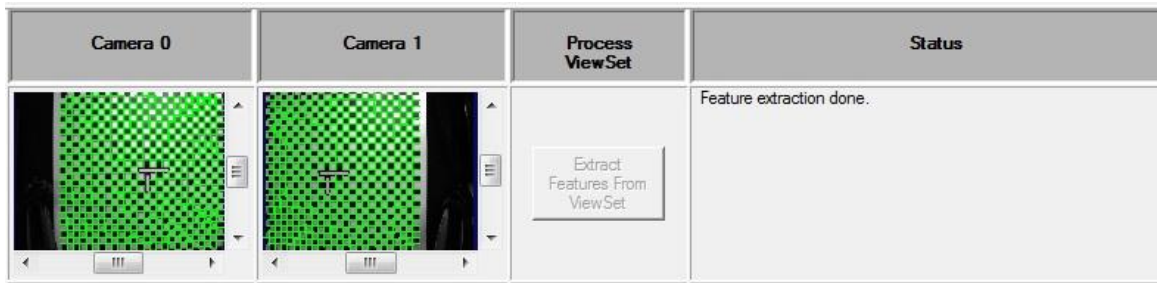 Camera 0
Camera 1
Process
ViewSet
Status
Feature extraction done.
Extract
Features From
ViewSet